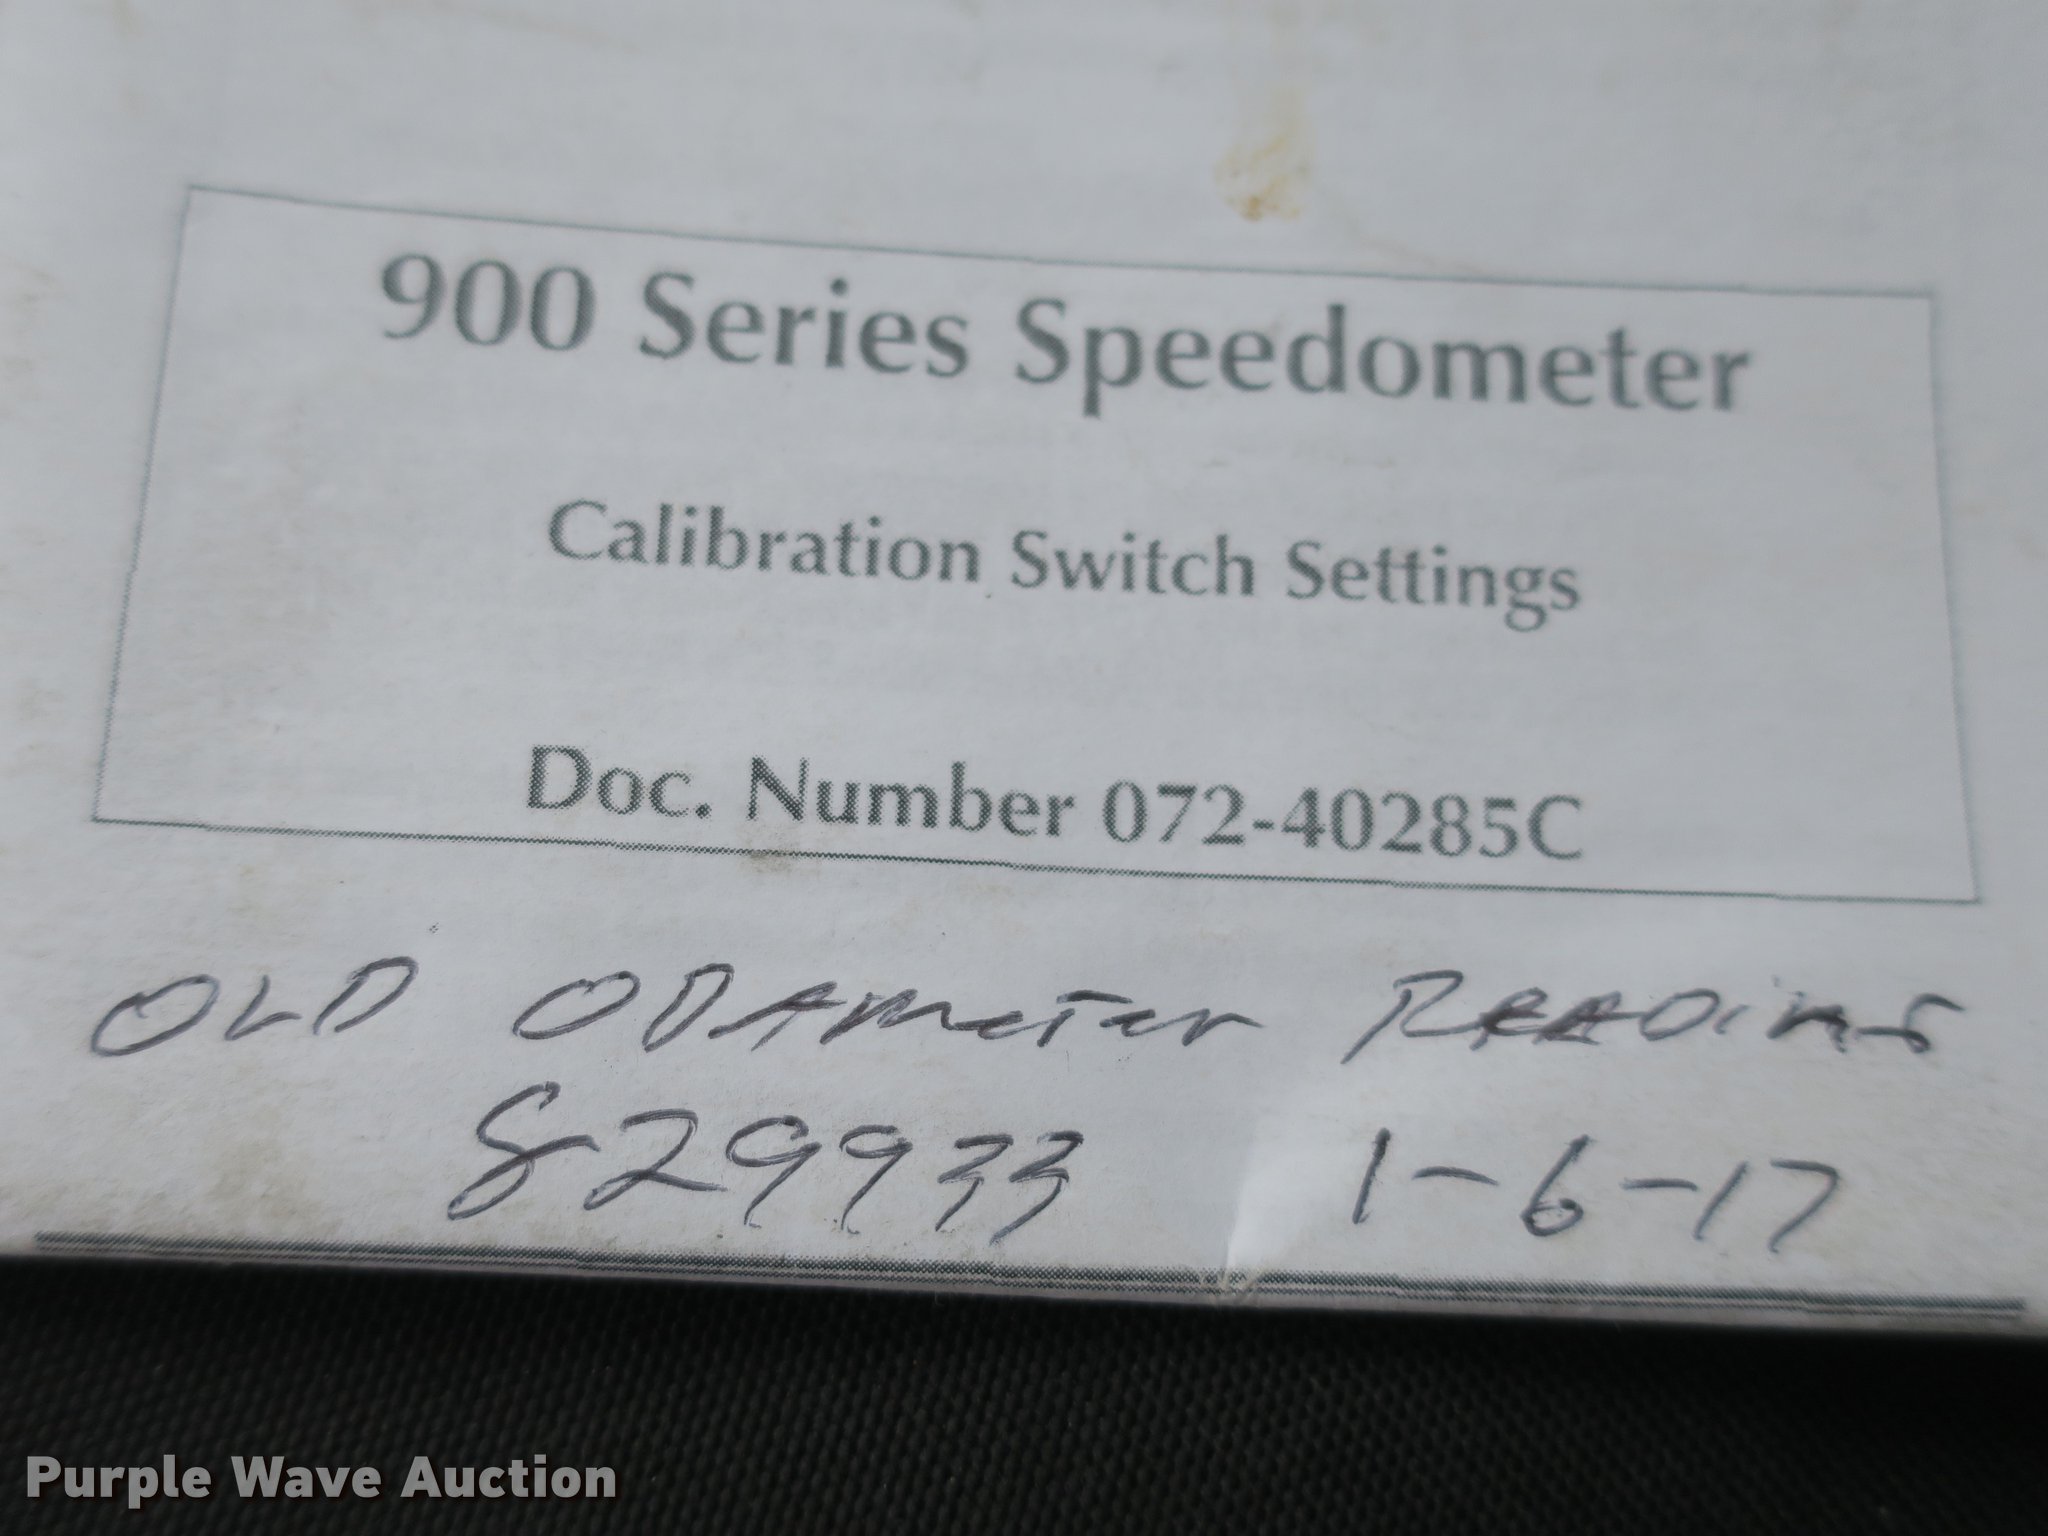 900 Series Speedometer
Calibration Switch Settings
Doc. Number 072-40285C
OLD ODAmeTer READiNG
829933 1-6-17
Purple Wave Auction